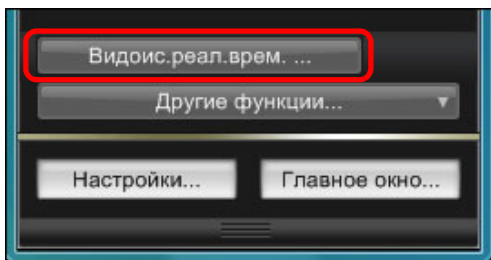 Видоис.реал.врем. ...
Другие функции...
Настройки... Главное окно...